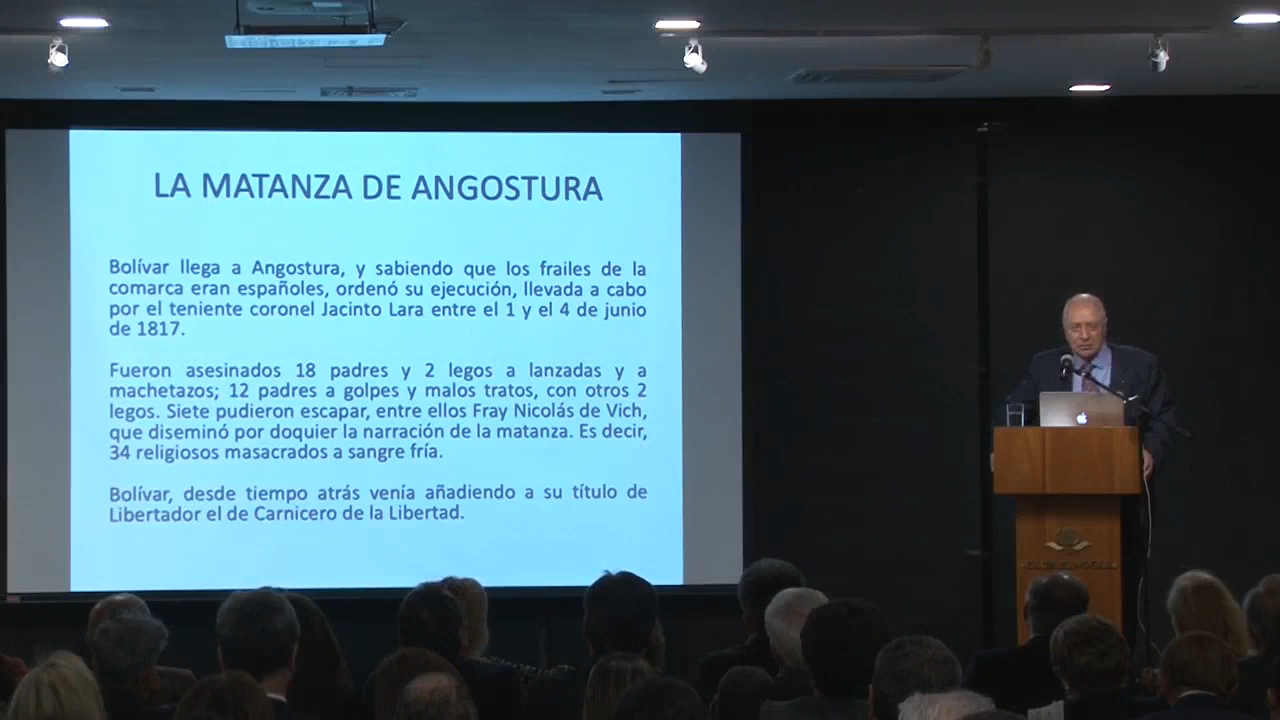 LA MATANZA DE ANGOSTURA
Bolívar llega a Angostura, y sabiendo que los frailes de la
comarca eran españoles, ordenó su ejecución, llevada a cabo
por el teniente coronel Jacinto Lara entre el 1 y el 4 de junio
de 1817.
Fueron asesinados 18 padres y 2 legos a lanzadas y a
machetazos; 12 padres a golpes y malos tratos, con otros 2
legos. Siete pudieron escapar, entre ellos Fray Nicolás de Vich,
que diseminó por doquier la narración de la matanza. Es decir,
34 religiosos masacrados a sangre fría.
Bolívar, desde tiempo atrás venía añadiendo a su título de
Libertador el de Carnicero de la Libertad.